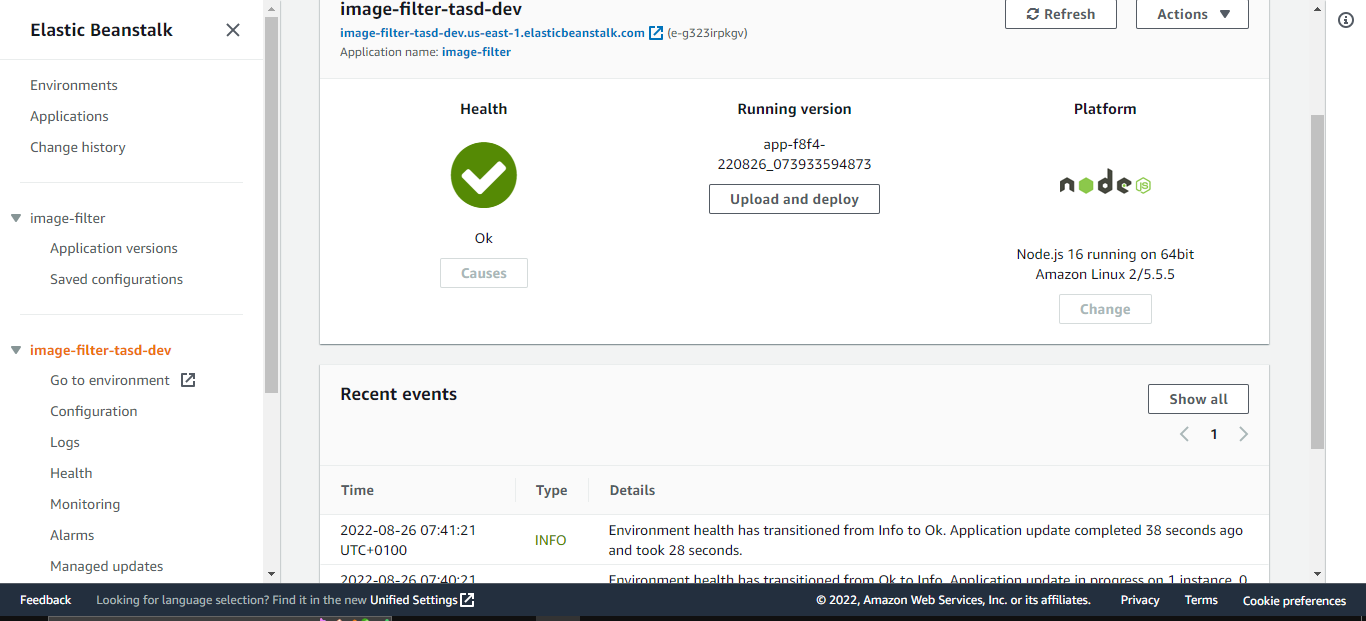 Elastic Beanstalk
Environments
Applications
Change history
image-filter
Application versions
Saved configurations
image-filter-tasd-dev
Go to environment
Configuration
Logs
Health
Monitoring
Alarms
Managed updates
image-filter-tasd-dev
image-filter-tasd-dev.us-east-1.elasticbeanstalk.com (e-g323irpkgv)
Application name: image-filter
Refresh
Actions
Health
Ok
Causes
Running version
app-f8f4-
220826_073933594873
Upload and deploy
Platform
node JS
Node.js 16 running on 64bit
Amazon Linux 2/5.5.5
Change
Recent events
Show all
1
Time Type Details
2022-08-26 07:41:21
UTC+0100
INFO
Environment health has transitioned from Info to Ok. Application update completed 38 seconds ago
and took 28 seconds.
2022-08-26 07:40:21
Environment health has transitioned from Ok to Info. Application update in progress on 1 instance. 0
Feedback Looking for language selection? Find it in the new Unified Settings © 2022, Amazon Web Services, Inc. or its affiliates. Privacy Terms Cookie preferences